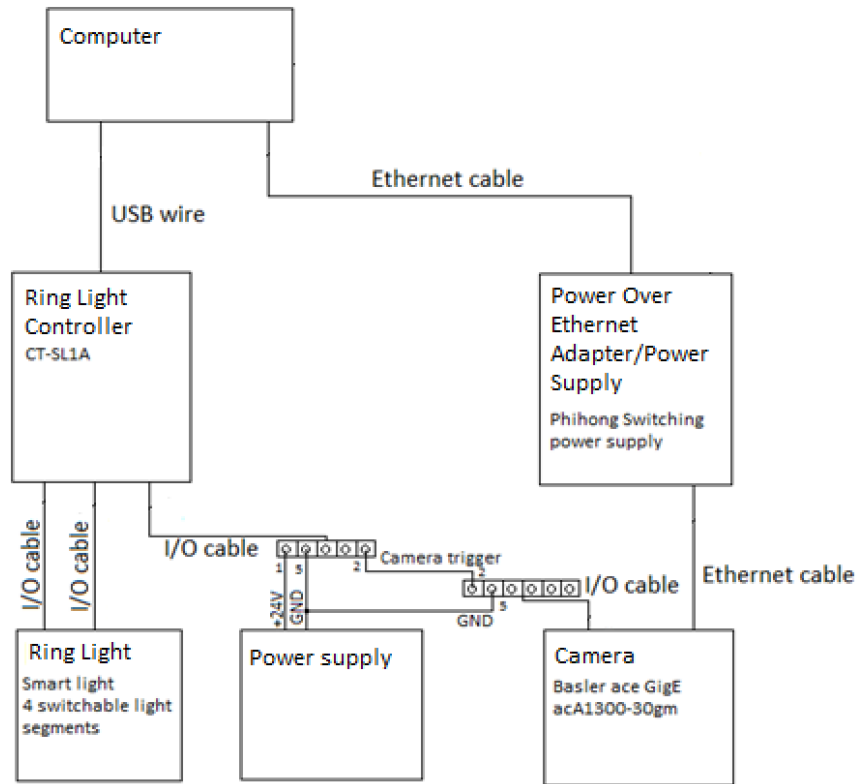 Computer
Ethernet cable
USB wire
Ring Light
Controller
CT-SL1A
Power Over
Ethernet
Adapter/Power
Supply
Phihong Switching
power supply
I/O cable
I/O cable
I/O cable
1 5 2
Camera trigger
2
I/O cable
5
Ethernet cable
+24V
GND
GND
Ring Light
Smart light
4 switchable light
segments
Power supply
Camera
Basler ace GigE
acA1300-30gm